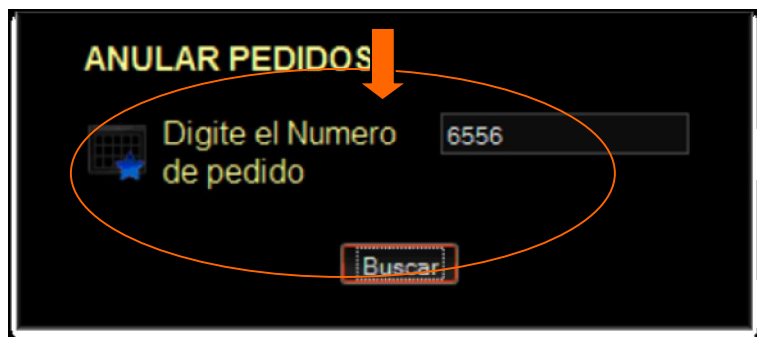 ANULAR PEDIDOS
Digite el Numero
de pedido
6556
Buscar